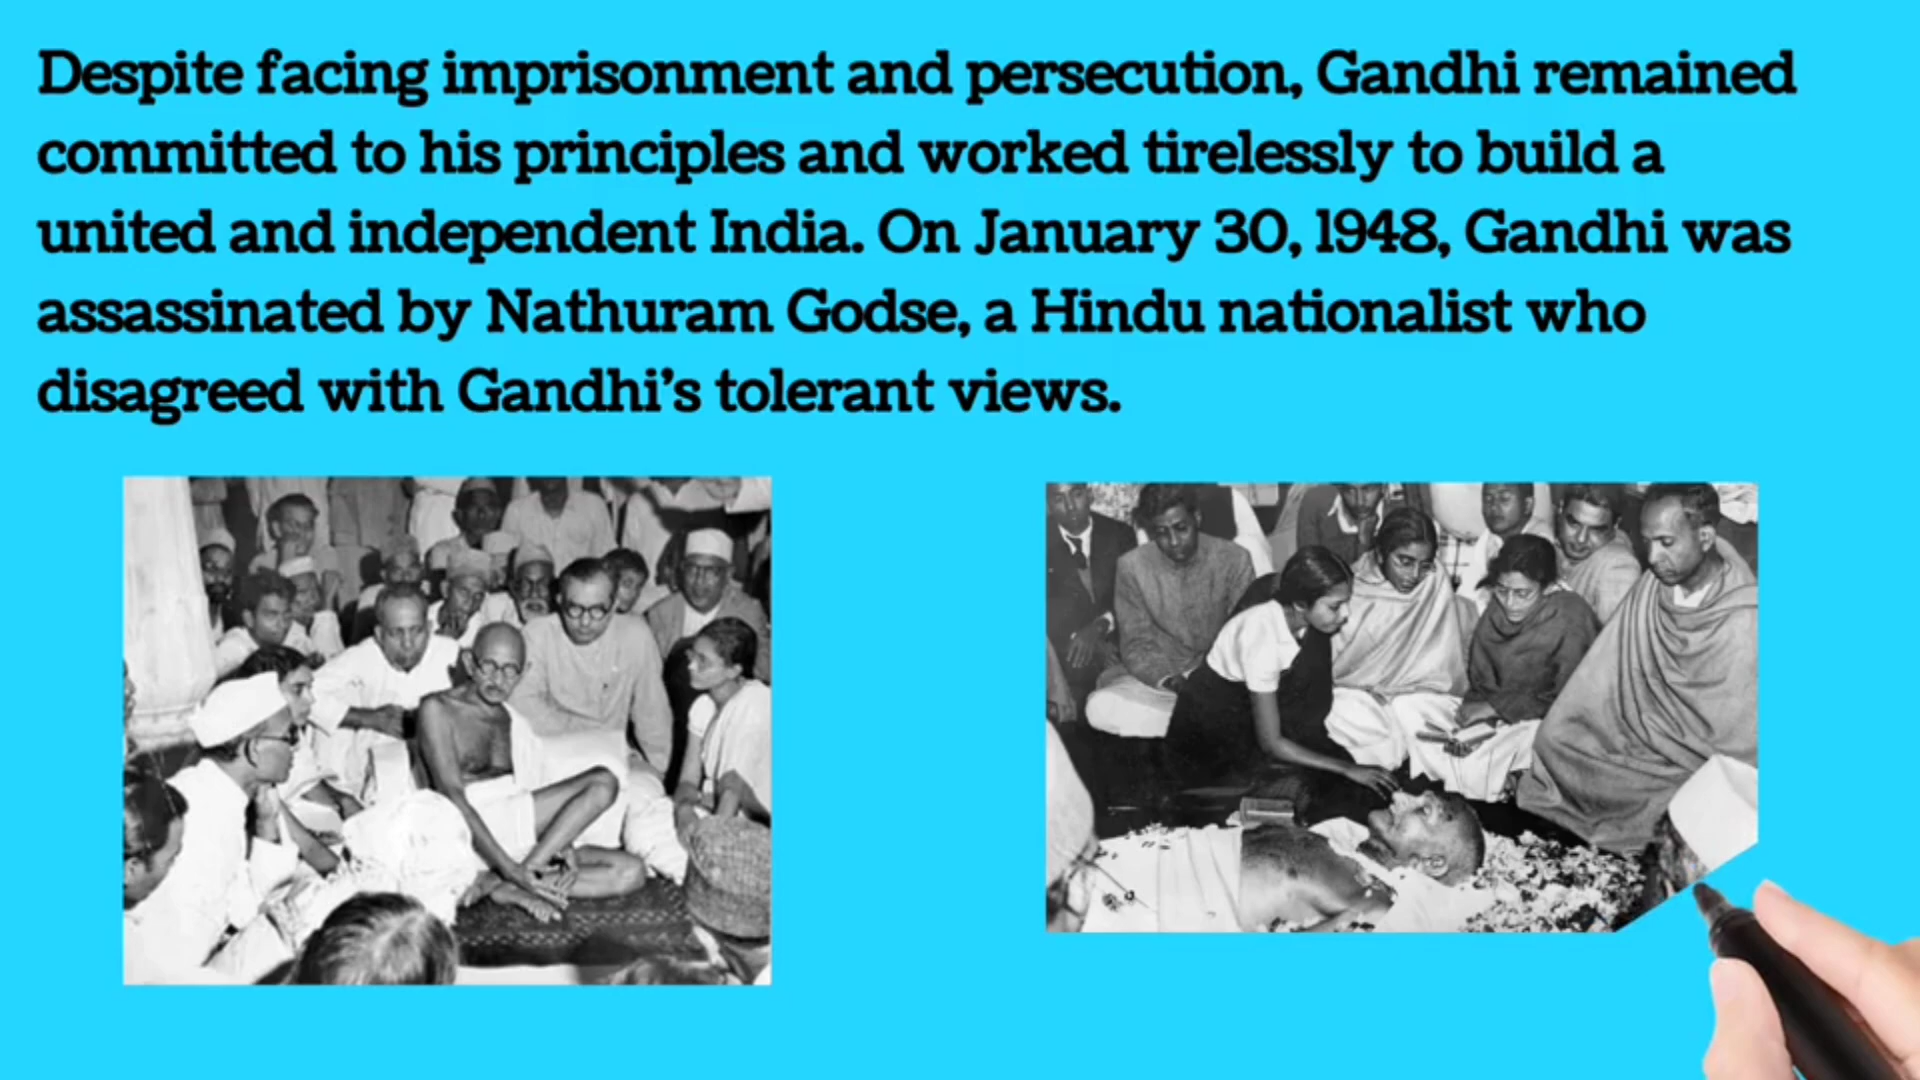 Despite facing imprisonment and persecution, Gandhi remained
committed to his principles and worked tirelessly to build a
united and independent India. On January 30, 1948, Gandhi was
assassinated by Nathuram Godse, a Hindu nationalist who
disagreed with Gandhi's tolerant views.